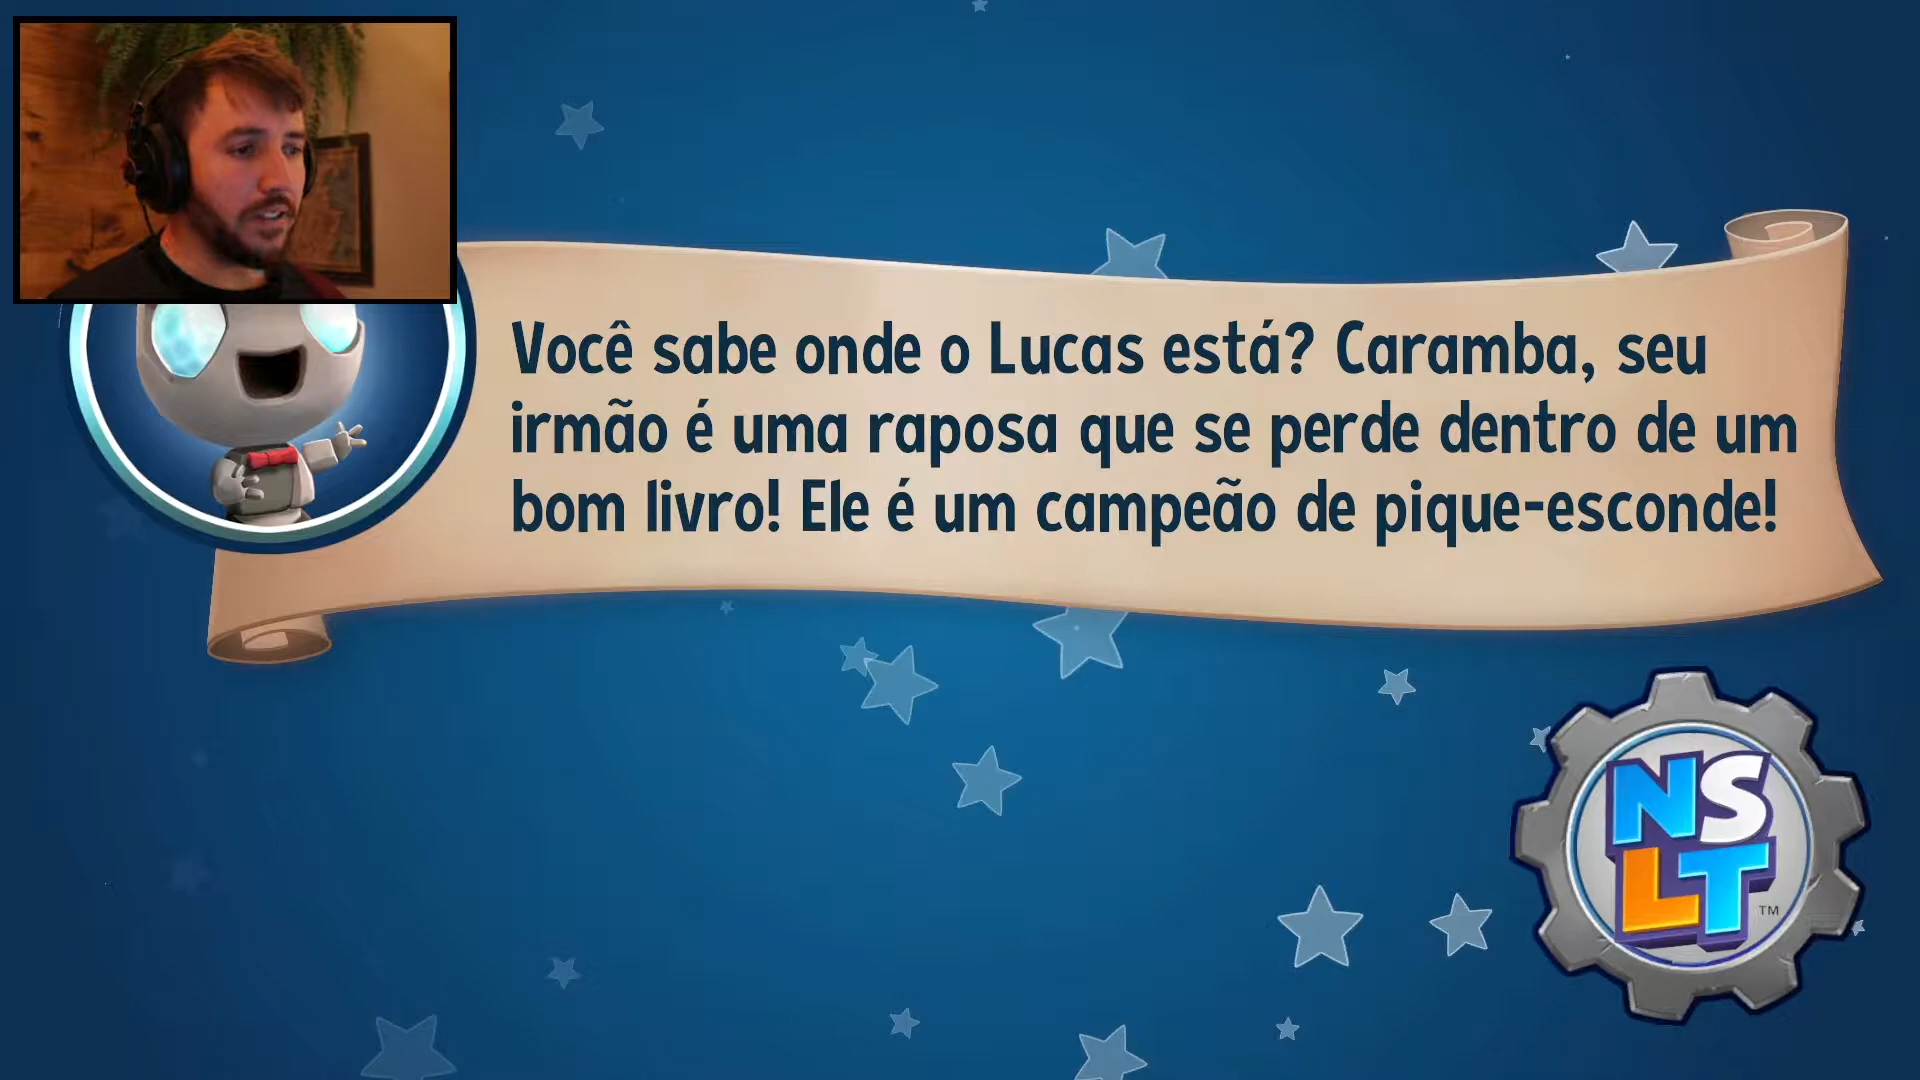 Você sabe onde o Lucas está? Caramba, seu
irmão é uma raposa que se perde dentro de um
bom livro! Ele é um campeão de pique-esconde!
NS
LT
TM